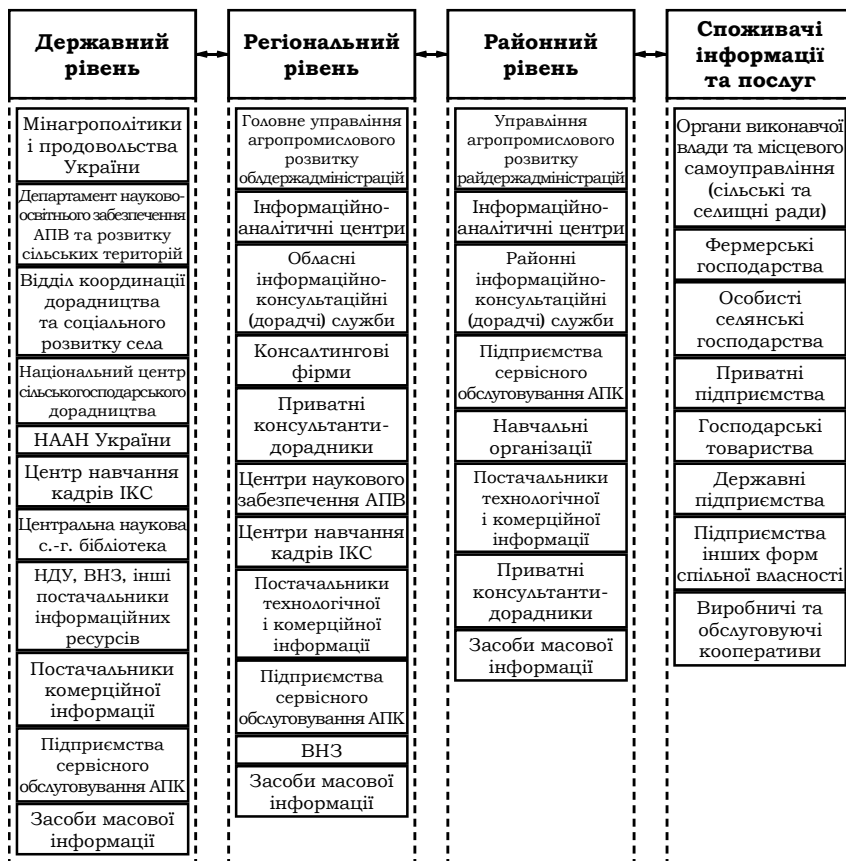 Державний
рівень
Регіональний
рівень
Районний
рівень
Споживачі
інформації
та послуг
Мінагрополітики
і продовольства
України
Департамент науково-
освітнього забезпечення
АПВ та розвитку
сільських територій
Відділ координації
дорадництва
та соціального
розвитку села
Національний центр
сільськогосподарського
дорадництва
НААН України
Центр навчання
кадрів ІКС
Центральна наукова
с.-г. бібліотека
НДУ, ВНЗ, інші
постачальники
інформаційних
ресурсів
Постачальники
комерційної
інформації
Підприємства
сервісного
обслуговування АПК
Засоби масової
інформації
Головне управління
агропромислового
розвитку
облдержадміністрацій
Інформаційно-
аналітичні центри
Обласні
інформаційно-
консультаційні
(дорадчі) служби
Консалтингові
фірми
Приватні
консультанти-
дорадники
Центри наукового
забезпечення АПВ
Центри навчання
кадрів ІКС
Постачальники
технологічної
і комерційної
інформації
Підприємства
сервісного
обслуговування АПК
ВНЗ
Засоби масової
інформації
Управління
агропромислового
розвитку
райдержадміністрацій
Інформаційно-
аналітичні центри
Районні
інформаційно-
консультаційні
(дорадчі) служби
Підприємства
сервісного
обслуговування АПК
Навчальні
організації
Постачальники
технологічної
і комерційної
інформації
Приватні
консультанти-
дорадники
Засоби масової
інформації
Органи виконавчої
влади та місцевого
самоуправління
(сільські та
селищні ради)
Фермерські
господарства
Особисті
селянські
господарства
Приватні
підприємства
Господарські
товариства
Державні
підприємства
Підприємства
інших форм
спільної власності
Виробничі та
обслуговуючі
кооперативи